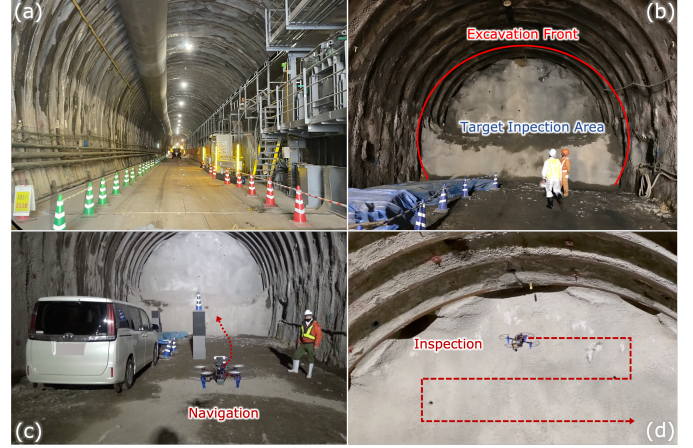 (a)
(b)
Excavation Front
Target Inpection Area
(c)
Navigation
(d)
Inspection